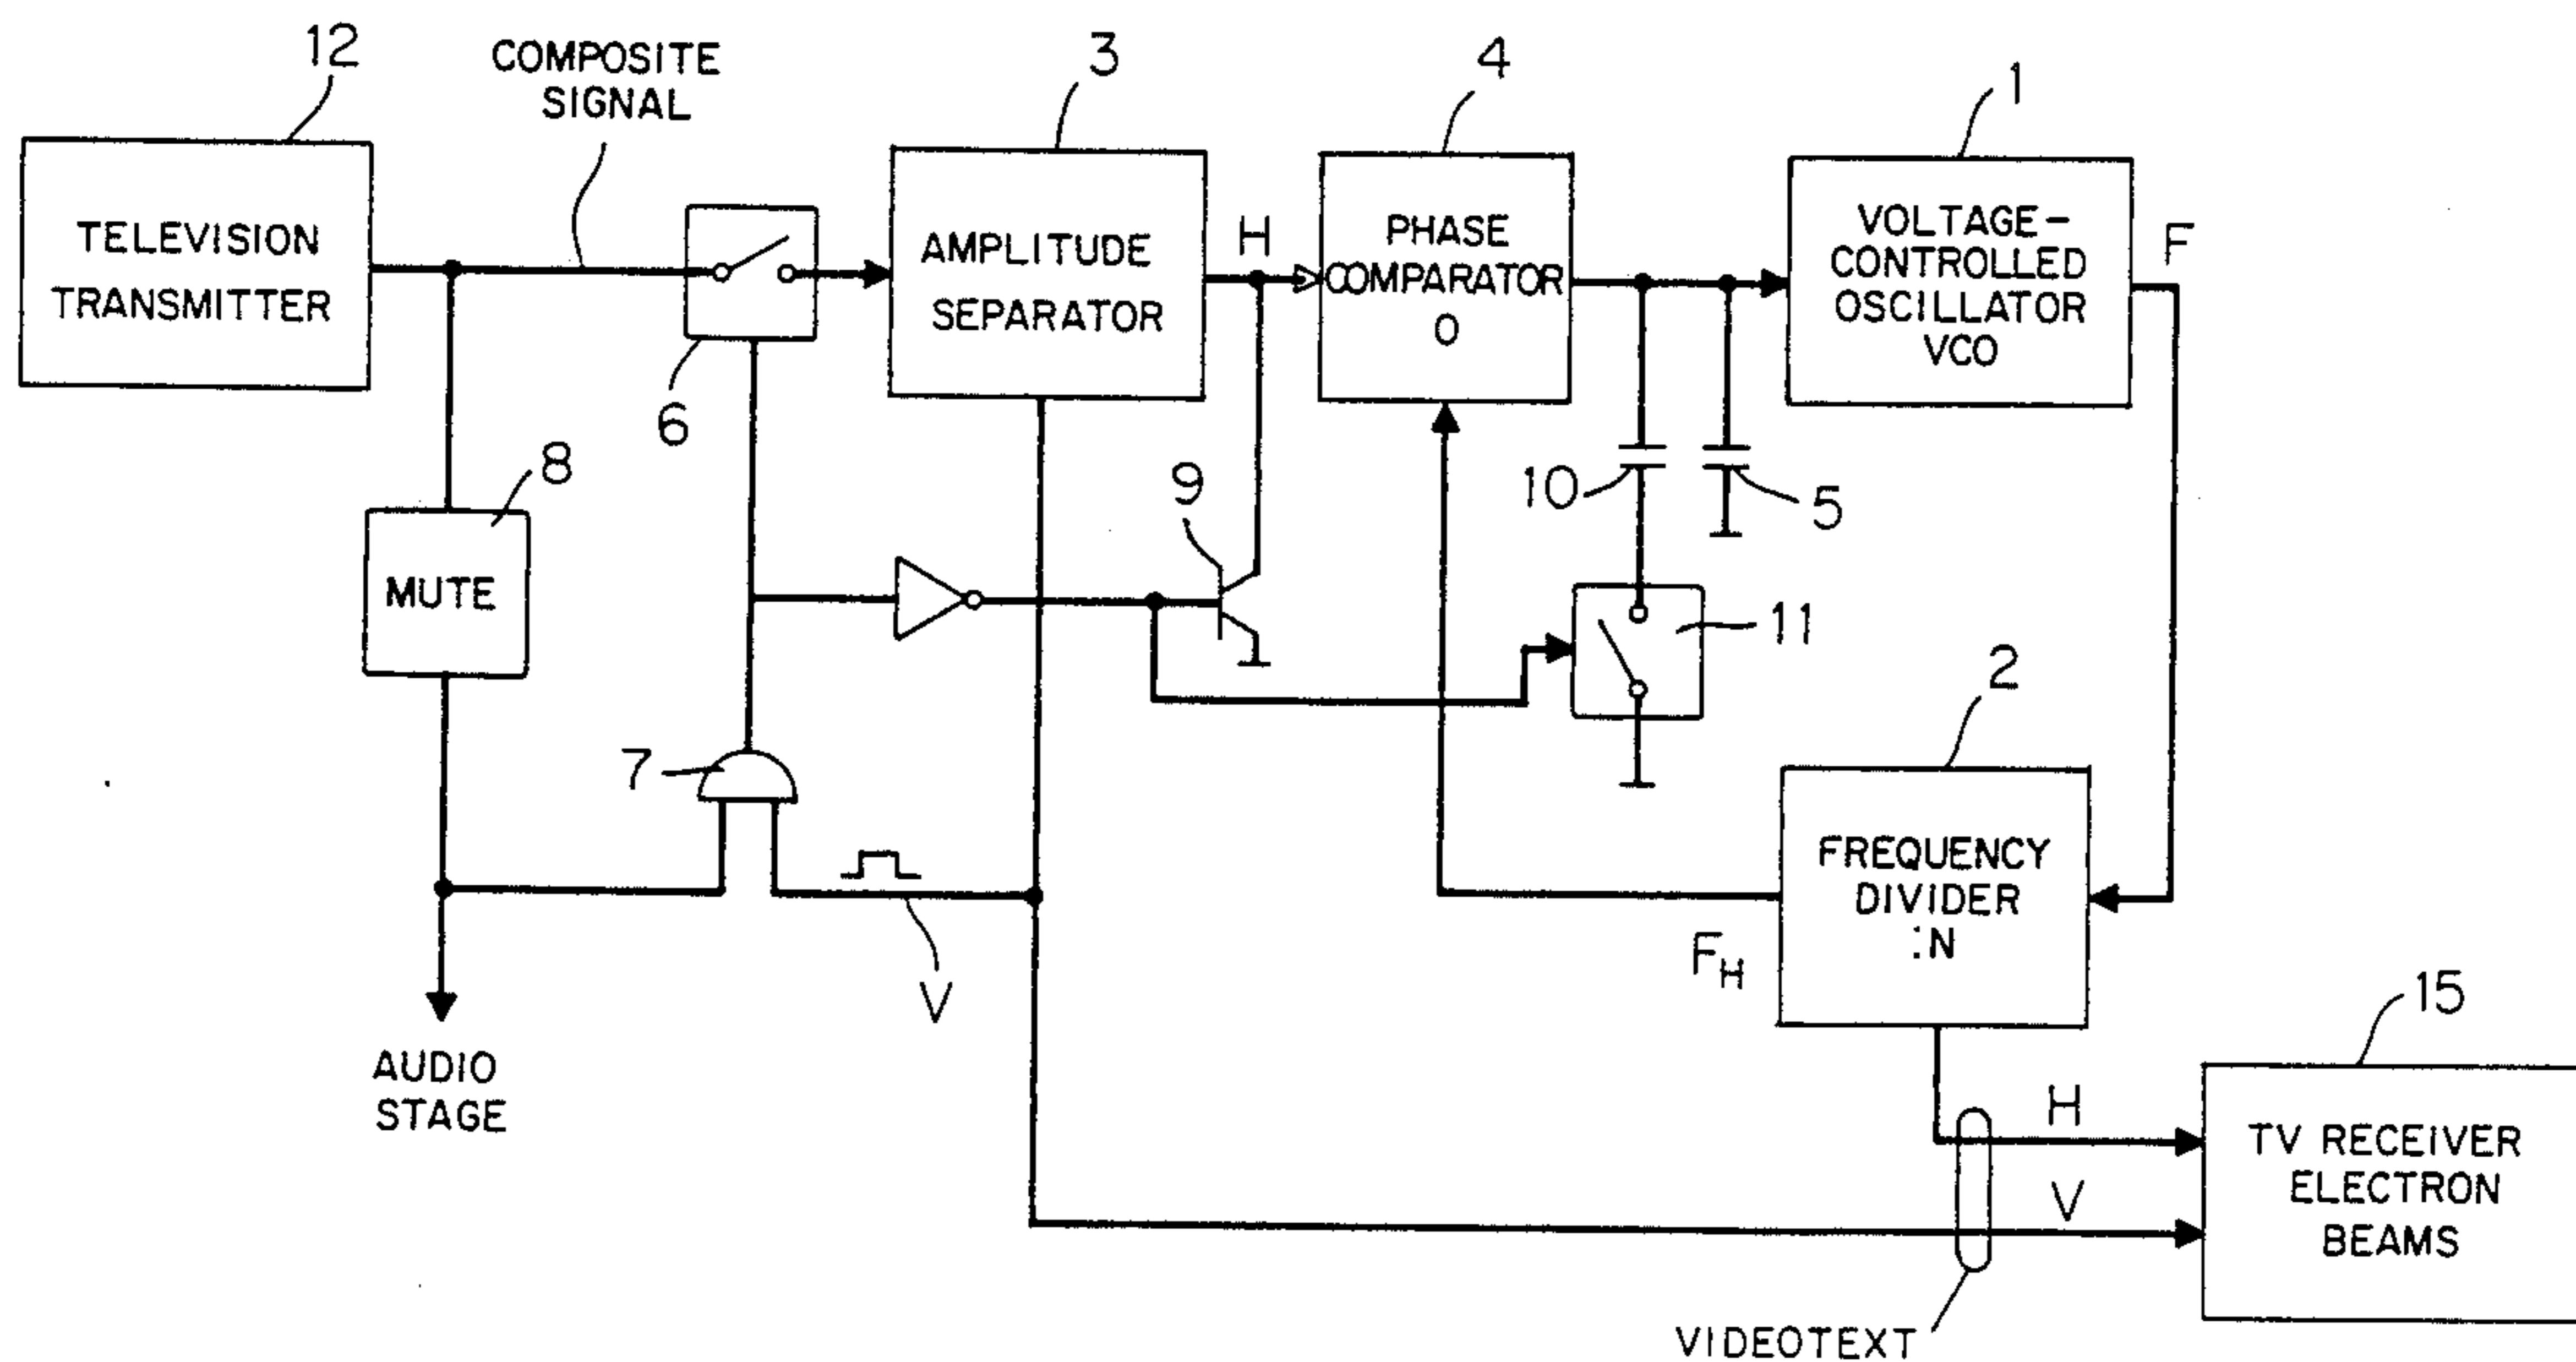 12
COMPOSITE
SIGNAL
3
4
1
TELEVISION
TRANSMITTER
AMPLITUDE
SEPARATOR
H
PHASE
COMPARATOR
0
VOLTAGE-
CONTROLLED
OSCILLATOR
VCO
F
6
8
MUTE
9
10
5
11
7
2
V
FREQUENCY
DIVIDER
:N
FH
AUDIO
STAGE
15
H
V
TV RECEIVER
ELECTRON
BEAMS
VIDEOTEXT